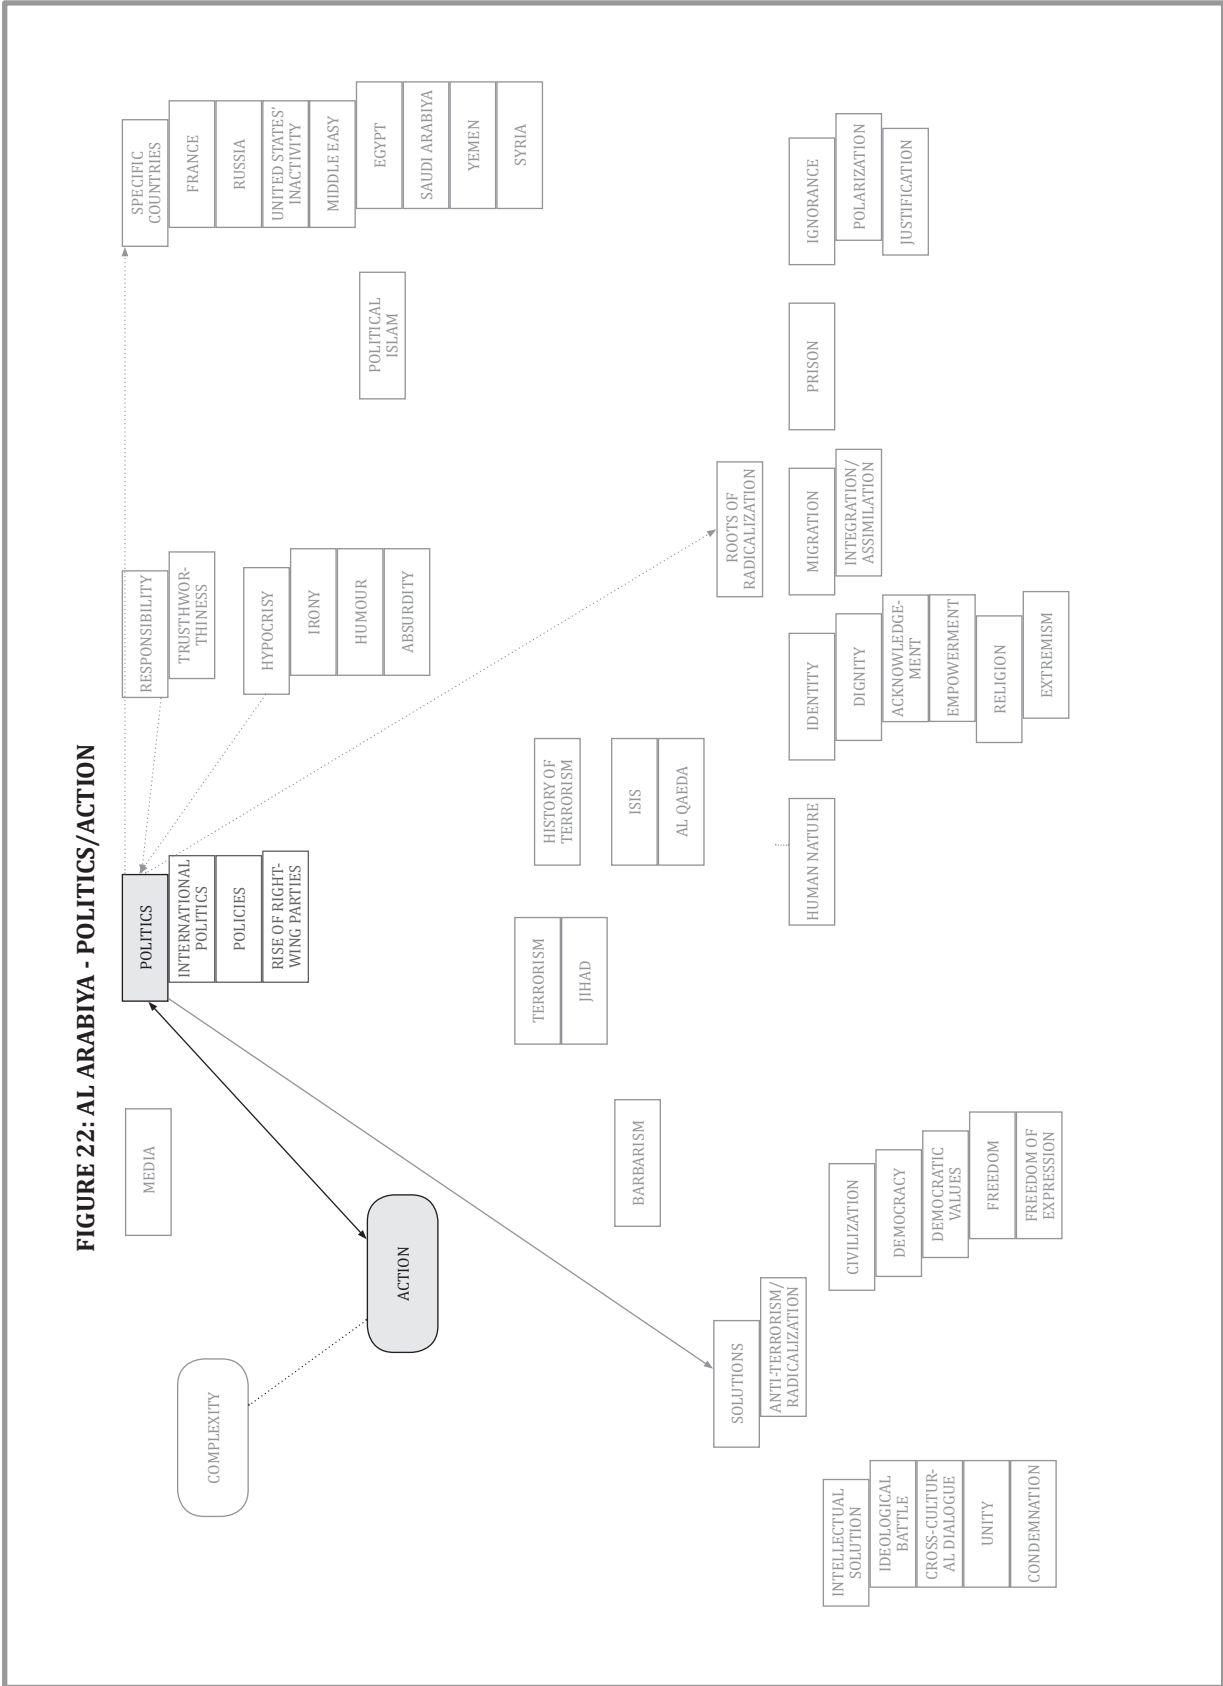 FIGURE 22: AL ARABIYA - POLITICS/ACTION
COMPLEXITY
ACTION
MEDIA
POLITICS
INTERNATIONAL
POLITICS
POLICIES
RISE OF RIGHT-
WING PARTIES
RESPONSIBILITY
TRUSTHWOR-
THINESS
HYPOCRISY
IRONY
HUMOUR
ABSURDITY
SPECIFIC
COUNTRIES
FRANCE
RUSSIA
UNITED STATES'
INACTIVITY
MIDDLE EASY
EGYPT
SAUDI ARABIYA
YEMEN
SYRIA
POLITICAL
ISLAM
BARBARISM
TERRORISM
JIHAD
HISTORY OF
TERRORISM
ISIS
AL QAEDA
SOLUTIONS
ANTI-TERRORISM/
RADICALIZATION
ROOTS OF
RADICALIZATION
INTELLECTUAL
SOLUTION
IDEOLOGICAL
BATTLE
CROSS-CULTUR-
AL DIALOGUE
UNITY
CONDEMNATION
CIVILIZATION
DEMOCRACY
DEMOCRATIC
VALUES
FREEDOM
FREEDOM OF
EXPRESSION
HUMAN NATURE
IDENTITY
DIGNITY
ACKNOWLEDGE-
MENT
EMPOWERMENT
RELIGION
EXTREMISM
MIGRATION
INTEGRATION/
ASSIMILATION
PRISON
IGNORANCE
POLARIZATION
JUSTIFICATION